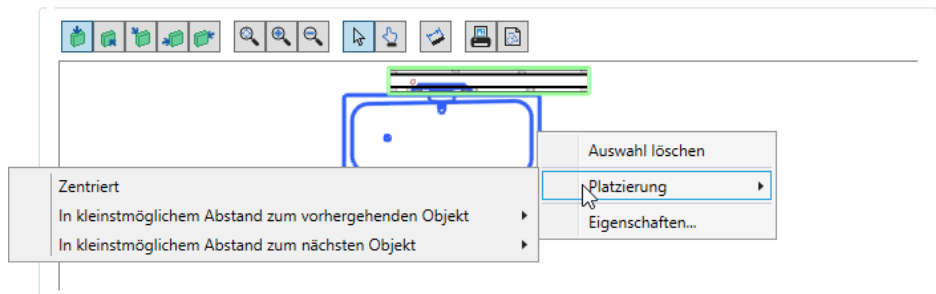 Auswahl löschen
Platzierung
Eigenschaften...
Zentriert
In kleinstmöglichem Abstand zum vorhergehenden Objekt
In kleinstmöglichem Abstand zum nächsten Objekt